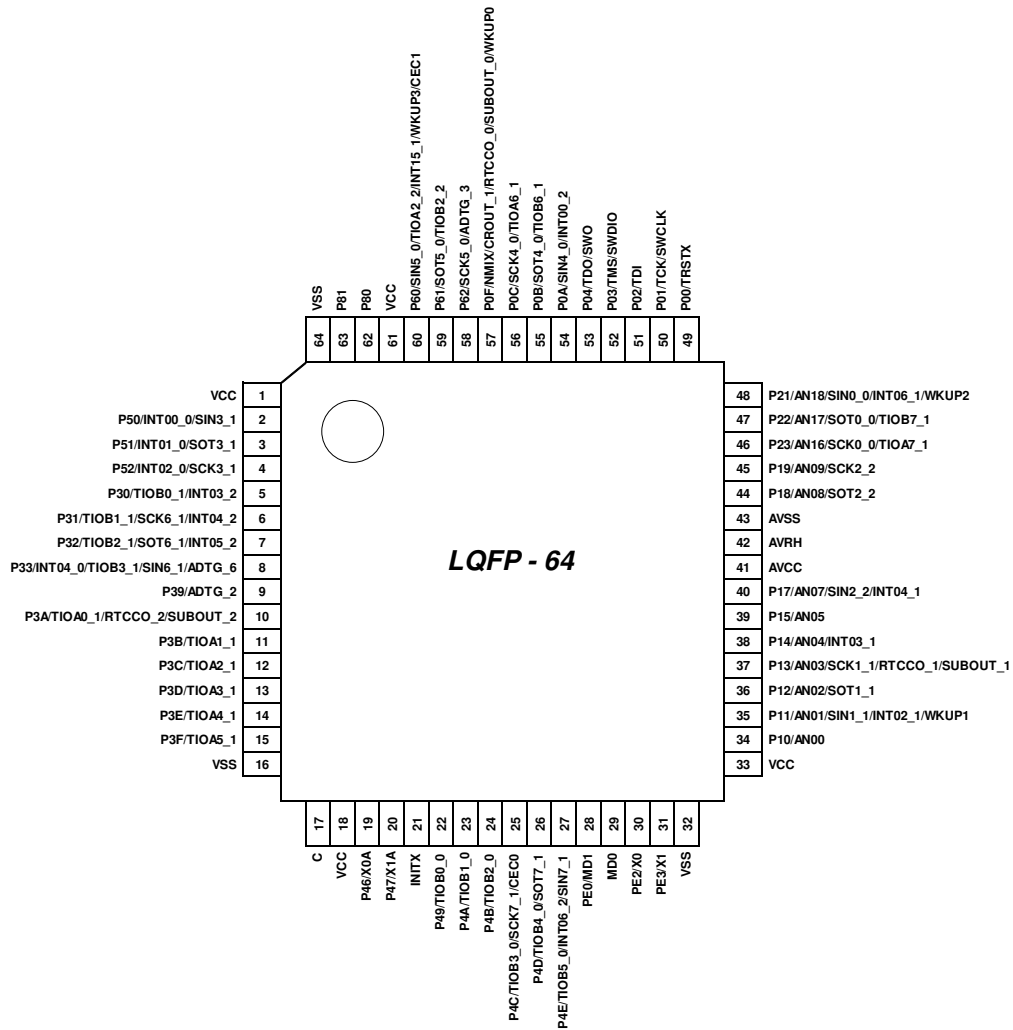 P60/SIN5_0/TIOA2_2/INT15_1/WKUP3/CEC1
P0F/NMIX/CROUT_1/RTCCO_0/SUBOUT_0/WKUP0
VSS
P81
P80
VCC
P61/SOT5_0/TIOB2_2
P62/SCK5_0/ADTG_3
P0C/SCK4_0/TIOA6_1
P0B/SOT4_0/TIOB6_1
P0A/SIN4_0/INT00_2
P04/TDO/SWO
P03/TMS/SWDIO
P02/TDI
P01/TCK/SWCLK
P00/TRSTX
64 63 62 61 60 59 58 57 56 55 54 53 52 51 50 49
VCC 1
P50/INT00_0/SIN3_1 2
P51/INT01_0/SOT3_1 3
P52/INT02_0/SCK3_1 4
P30/TIOB0_1/INT03_2 5
P31/TIOB1_1/SCK6_1/INT04_2 6
P32/TIOB2_1/SOT6_1/INT05_2 7
P33/INT04_0/TIOB3_1/SIN6_1/ADTG_6 8
P39/ADTG_2 9
P3A/TIOA0_1/RTCCO_2/SUBOUT_2 10
P3B/TIOA1_1 11
P3C/TIOA2_1 12
P3D/TIOA3_1 13
P3E/TIOA4_1 14
P3F/TIOA5_1 15
VSS 16
LQFP - 64
48 P21/AN18/SIN0_0/INT06_1/WKUP2
47 P22/AN17/SOT0_0/TIOB7_1
46 P23/AN16/SCK0_0/TIOA7_1
45 P19/AN09/SCK2_2
44 P18/AN08/SOT2_2
43 AVSS
42 AVRH
41 AVCC
40 P17/AN07/SIN2_2/INT04_1
39 P15/AN05
38 P14/AN04/INT03_1
37 P13/AN03/SCK1_1/RTCCO_1/SUBOUT_1
36 P12/AN02/SOT1_1
35 P11/AN01/SIN1_1/INT02_1/WKUP1
34 P10/AN00
33 VCC
17 18 19 20 21 22 23 24 25 26 27 28 29 30 31 32
C
VCC
P46/X0A
P47/X1A
INITX
P49/TIOB0_0
P4A/TIOB1_0
P4B/TIOB2_0
P4C/TIOB3_0/SCK7_1/CEC0
P4D/TIOB4_0/SOT7_1
P4E/TIOB5_0/INT06_2/SIN7_1
PE0/MD1
MD0
PE2/X0
PE3/X1
VSS